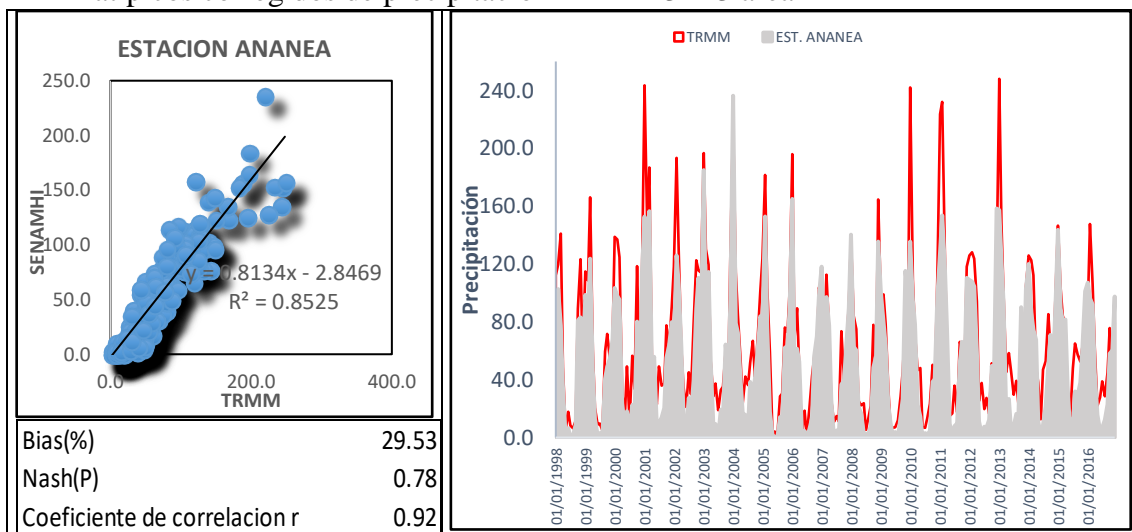 ESTACION ANANEA
250.0
200.0
150.0
100.0
50.0
0.0
SENAMHI
y = 0.8134x - 2.8469
R² = 0.8525
0.0 200.0 400.0
TRMM
Bias(%) 29.53
Nash(P) 0.78
Coeficiente de correlacion r 0.92
TRMM EST. ANANEA
Precipitación
240.0
200.0
160.0
120.0
80.0
40.0
0.0
01/01/1998
01/01/1999
01/01/2000
01/01/2001
01/01/2002
01/01/2003
01/01/2004
01/01/2005
01/01/2006
01/01/2007
01/01/2008
01/01/2009
01/01/2010
01/01/2011
01/01/2012
01/01/2013
01/01/2014
01/01/2015
01/01/2016